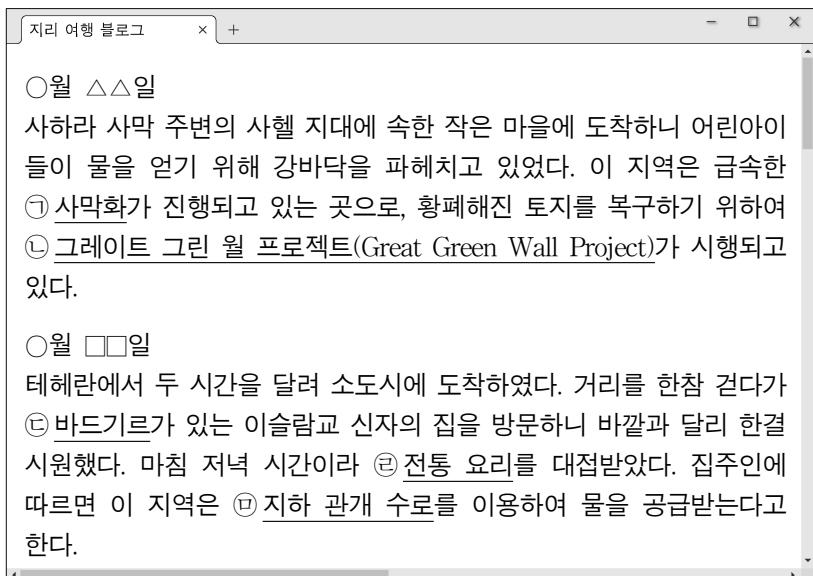 지리 여행 블로그 × +
○월 △△일
사하라 사막 주변의 사헬 지대에 속한 작은 마을에 도착하니 어린아이
들이 물을 얻기 위해 강바닥을 파헤치고 있었다. 이 지역은 급속한
㉠ 사막화가 진행되고 있는 곳으로, 황폐해진 토지를 복구하기 위하여
㉡ 그레이트 그린 월 프로젝트(Great Green Wall Project)가 시행되고
있다.
○월 □□일
테헤란에서 두 시간을 달려 소도시에 도착하였다. 거리를 한참 걷다가
㉢ 바드기르가 있는 이슬람교 신자의 집을 방문하니 바깥과 달리 한결
시원했다. 마침 저녁 시간이라 ㉣ 전통 요리를 대접받았다. 집주인에
따르면 이 지역은 ㉤ 지하 관개 수로를 이용하여 물을 공급받는다고
한다.